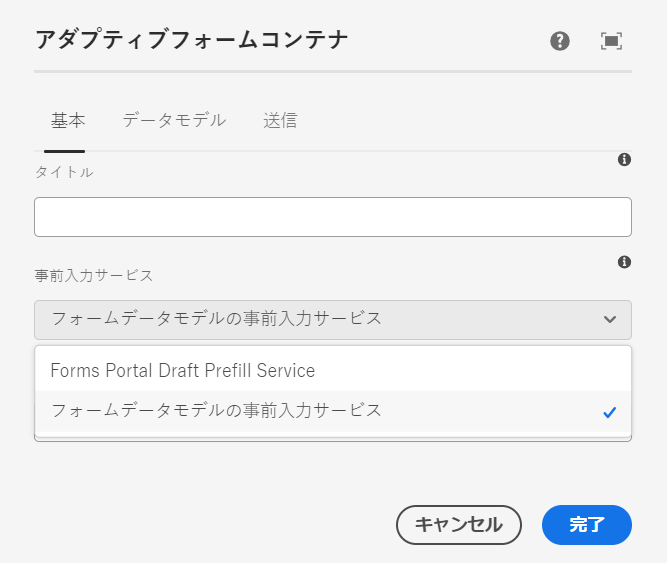 アダプティブフォームコンテナ
基本 データモデル 送信
タイトル
事前入力サービス
フォームデータモデルの事前入力サービス
Forms Portal Draft Prefill Service
フォームデータモデルの事前入力サービス
キャンセル 完了